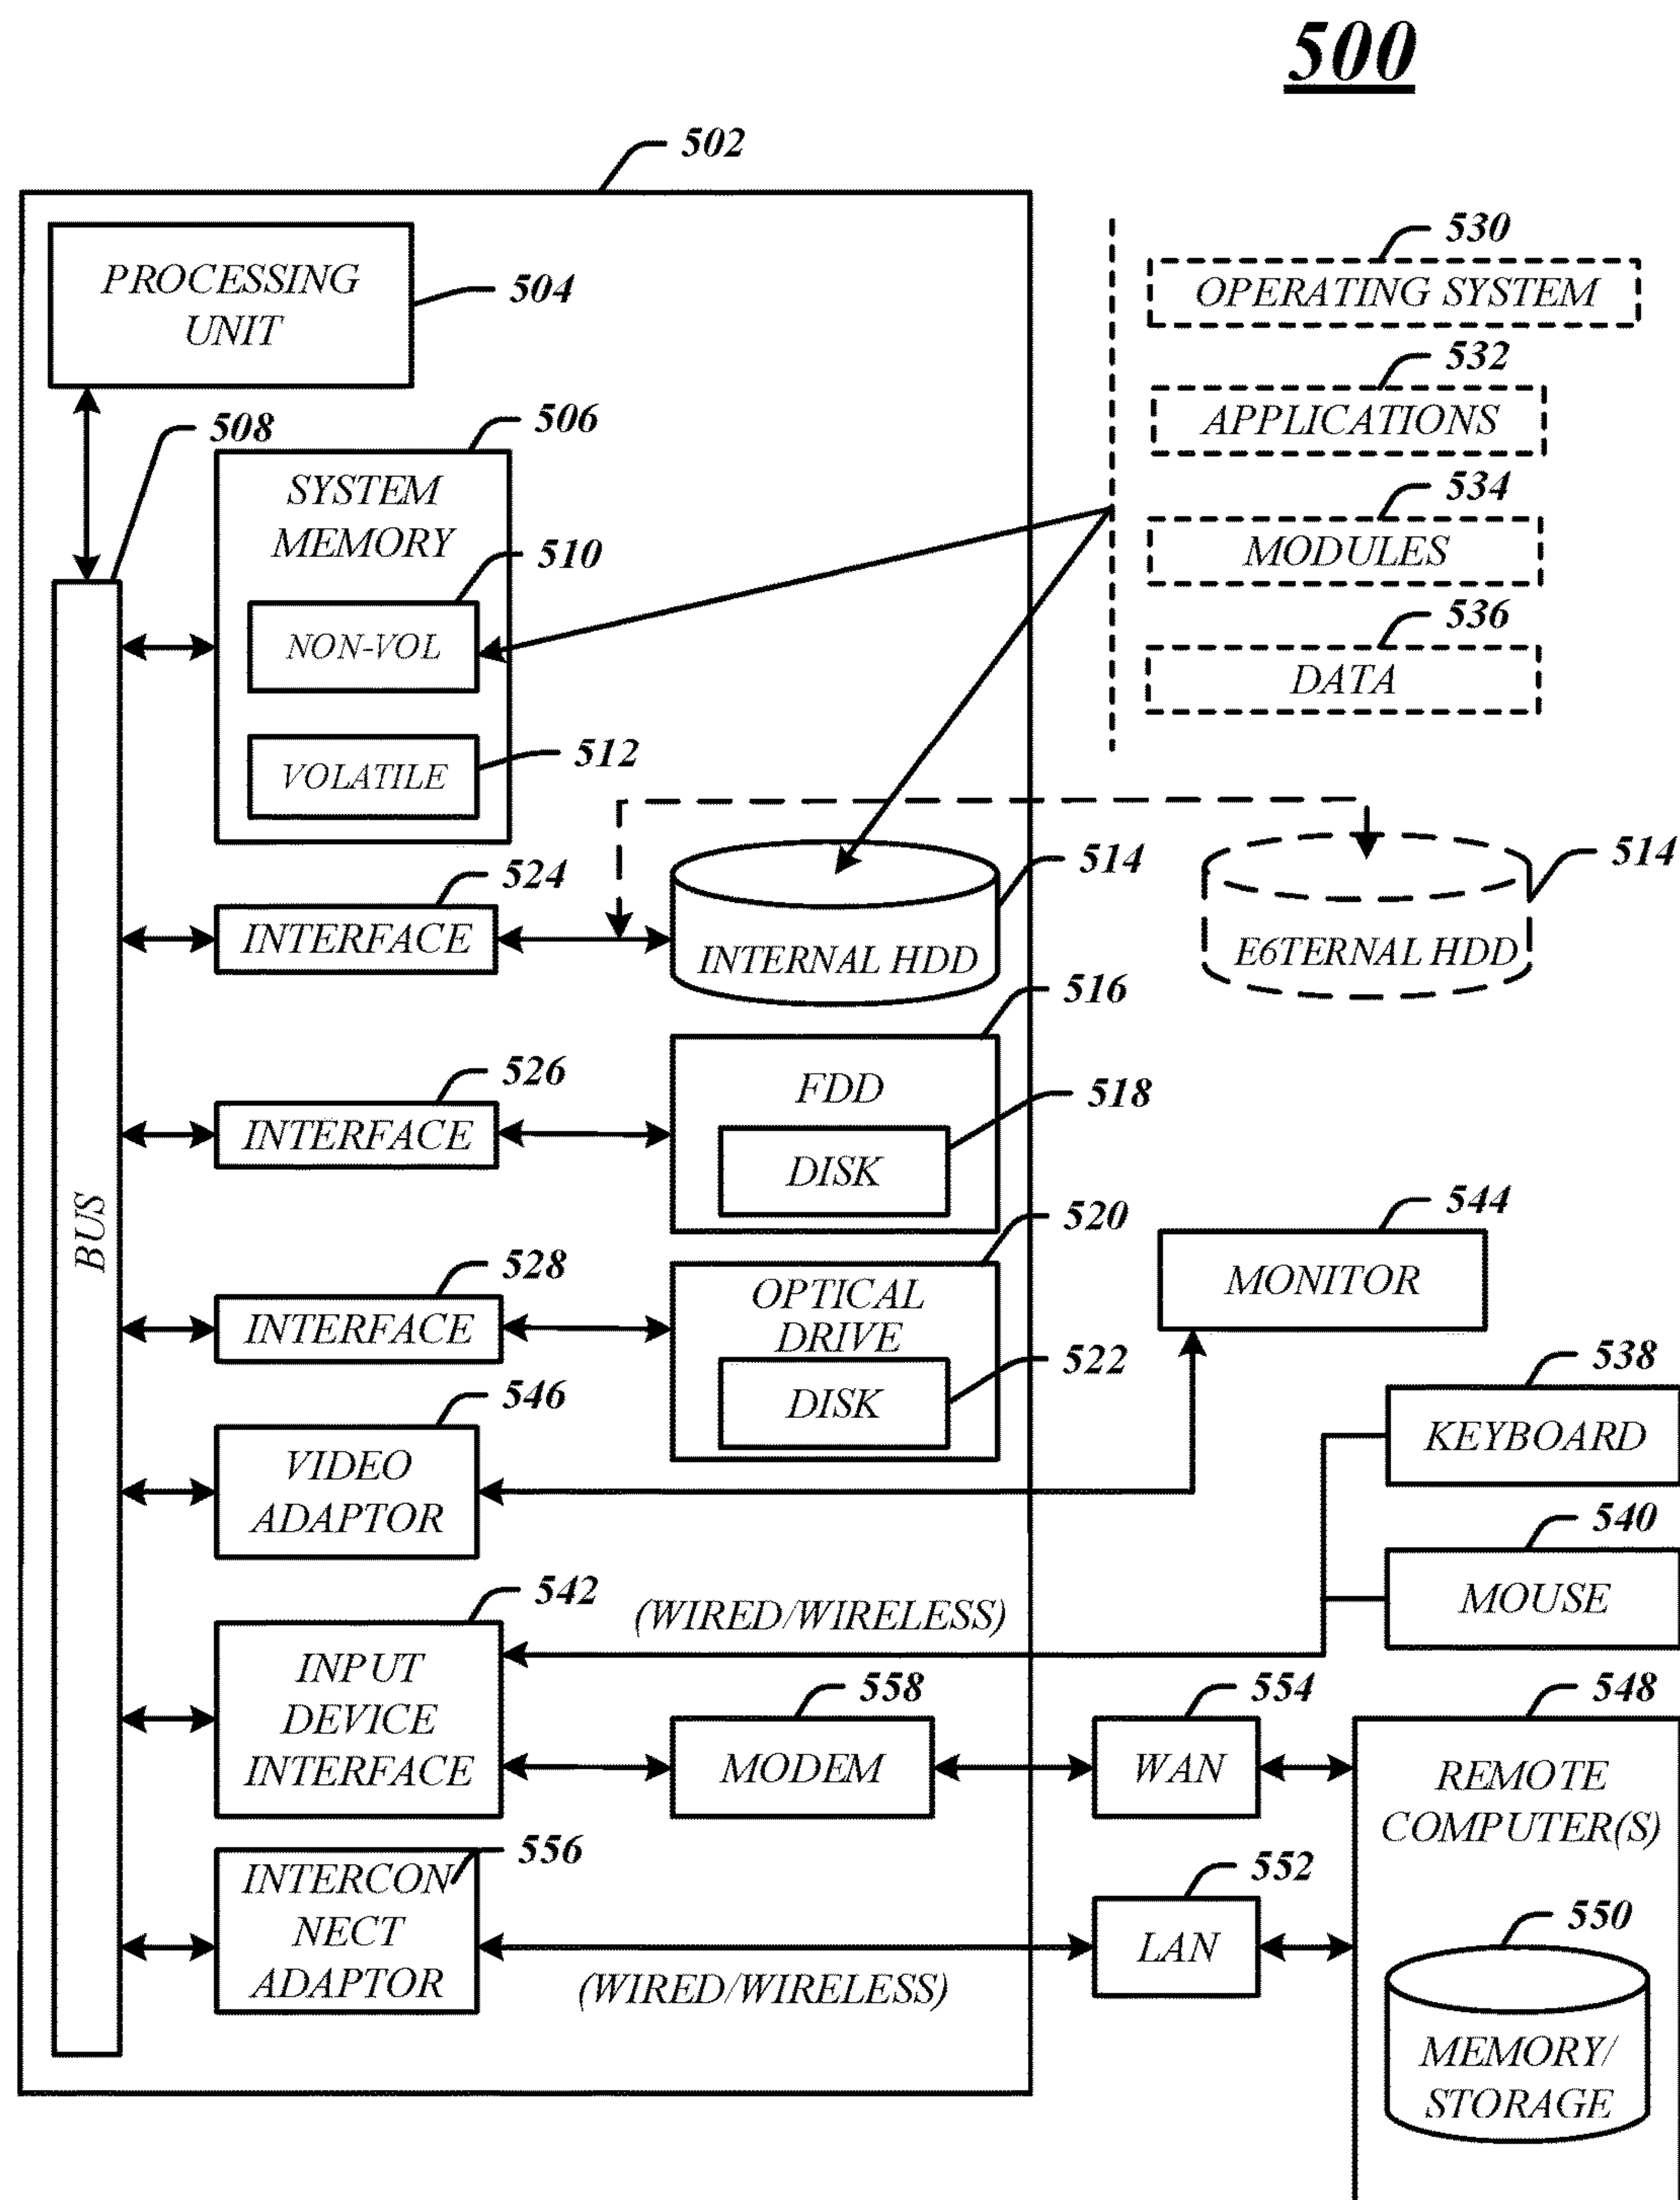 500
502
PROCESSING
UNIT
504
530
OPERATING SYSTEM
532
APPLICATIONS
534
MODULES
536
DATA
508
506
SYSTEM
MEMORY
510
NON-VOL
512
VOLATILE
BUS
524
INTERFACE
514
INTERNAL HDD
514
E6TERNAL HDD
516
FDD
518
DISK
526
INTERFACE
520
OPTICAL
DRIVE
522
DISK
528
INTERFACE
544
MONITOR
546
VIDEO
ADAPTOR
538
KEYBOARD
540
MOUSE
542
INPUT
DEVICE
INTERFACE
(WIRED/WIRELESS)
558
MODEM
554
WAN
548
REMOTE
COMPUTER(S)
556
INTERCON
NECT
ADAPTOR
(WIRED/WIRELESS)
552
LAN
550
MEMORY/
STORAGE